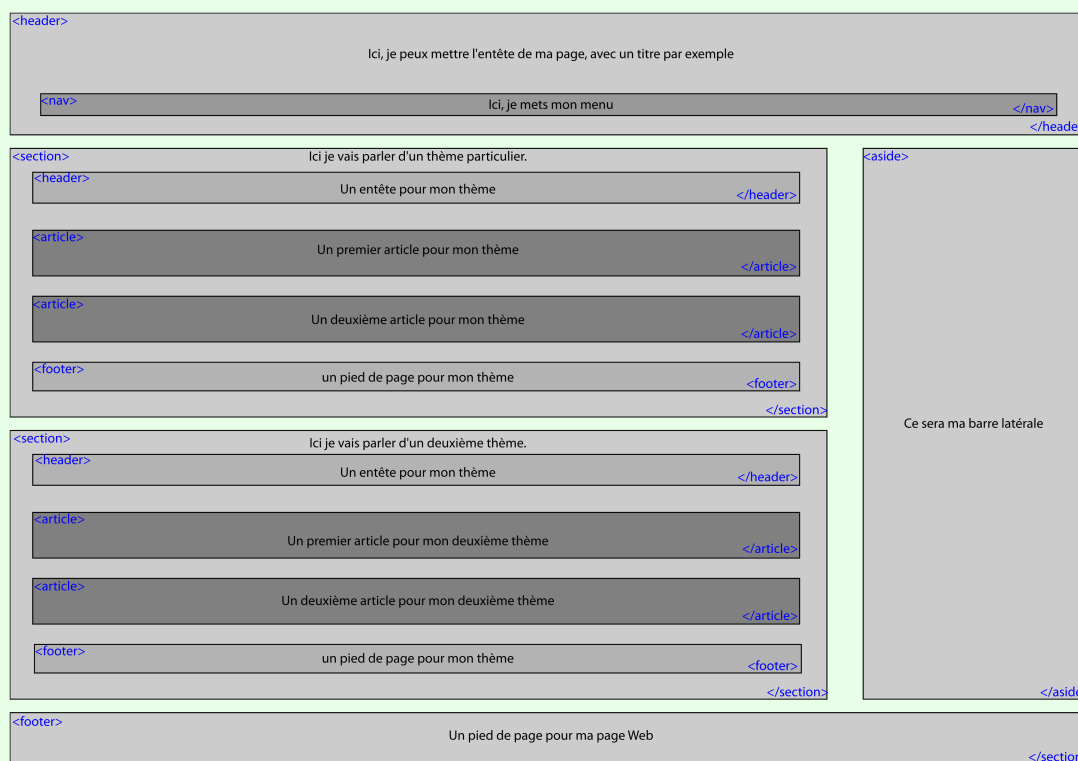 <header>
Ici, je peux mettre l'entête de ma page, avec un titre par exemple
<nav>
Ici, je mets mon menu
</nav>
</heade
<section>
Ici je vais parler d'un thème particulier.
<header>
Un entête pour mon thème
</header>
<article>
Un premier article pour mon thème
</article>
<article>
Un deuxième article pour mon thème
</article>
<footer>
un pied de page pour mon thème
<footer>
</section>
<section>
Ici je vais parler d'un deuxième thème.
<header>
Un entête pour mon thème
</header>
<article>
Un premier article pour mon deuxième thème
</article>
<article>
Un deuxième article pour mon deuxième thème
</article>
<footer>
un pied de page pour mon thème
<footer>
</section>
<aside>
Ce sera ma barre latérale
</aside
<footer>
Un pied de page pour ma page Web
</section